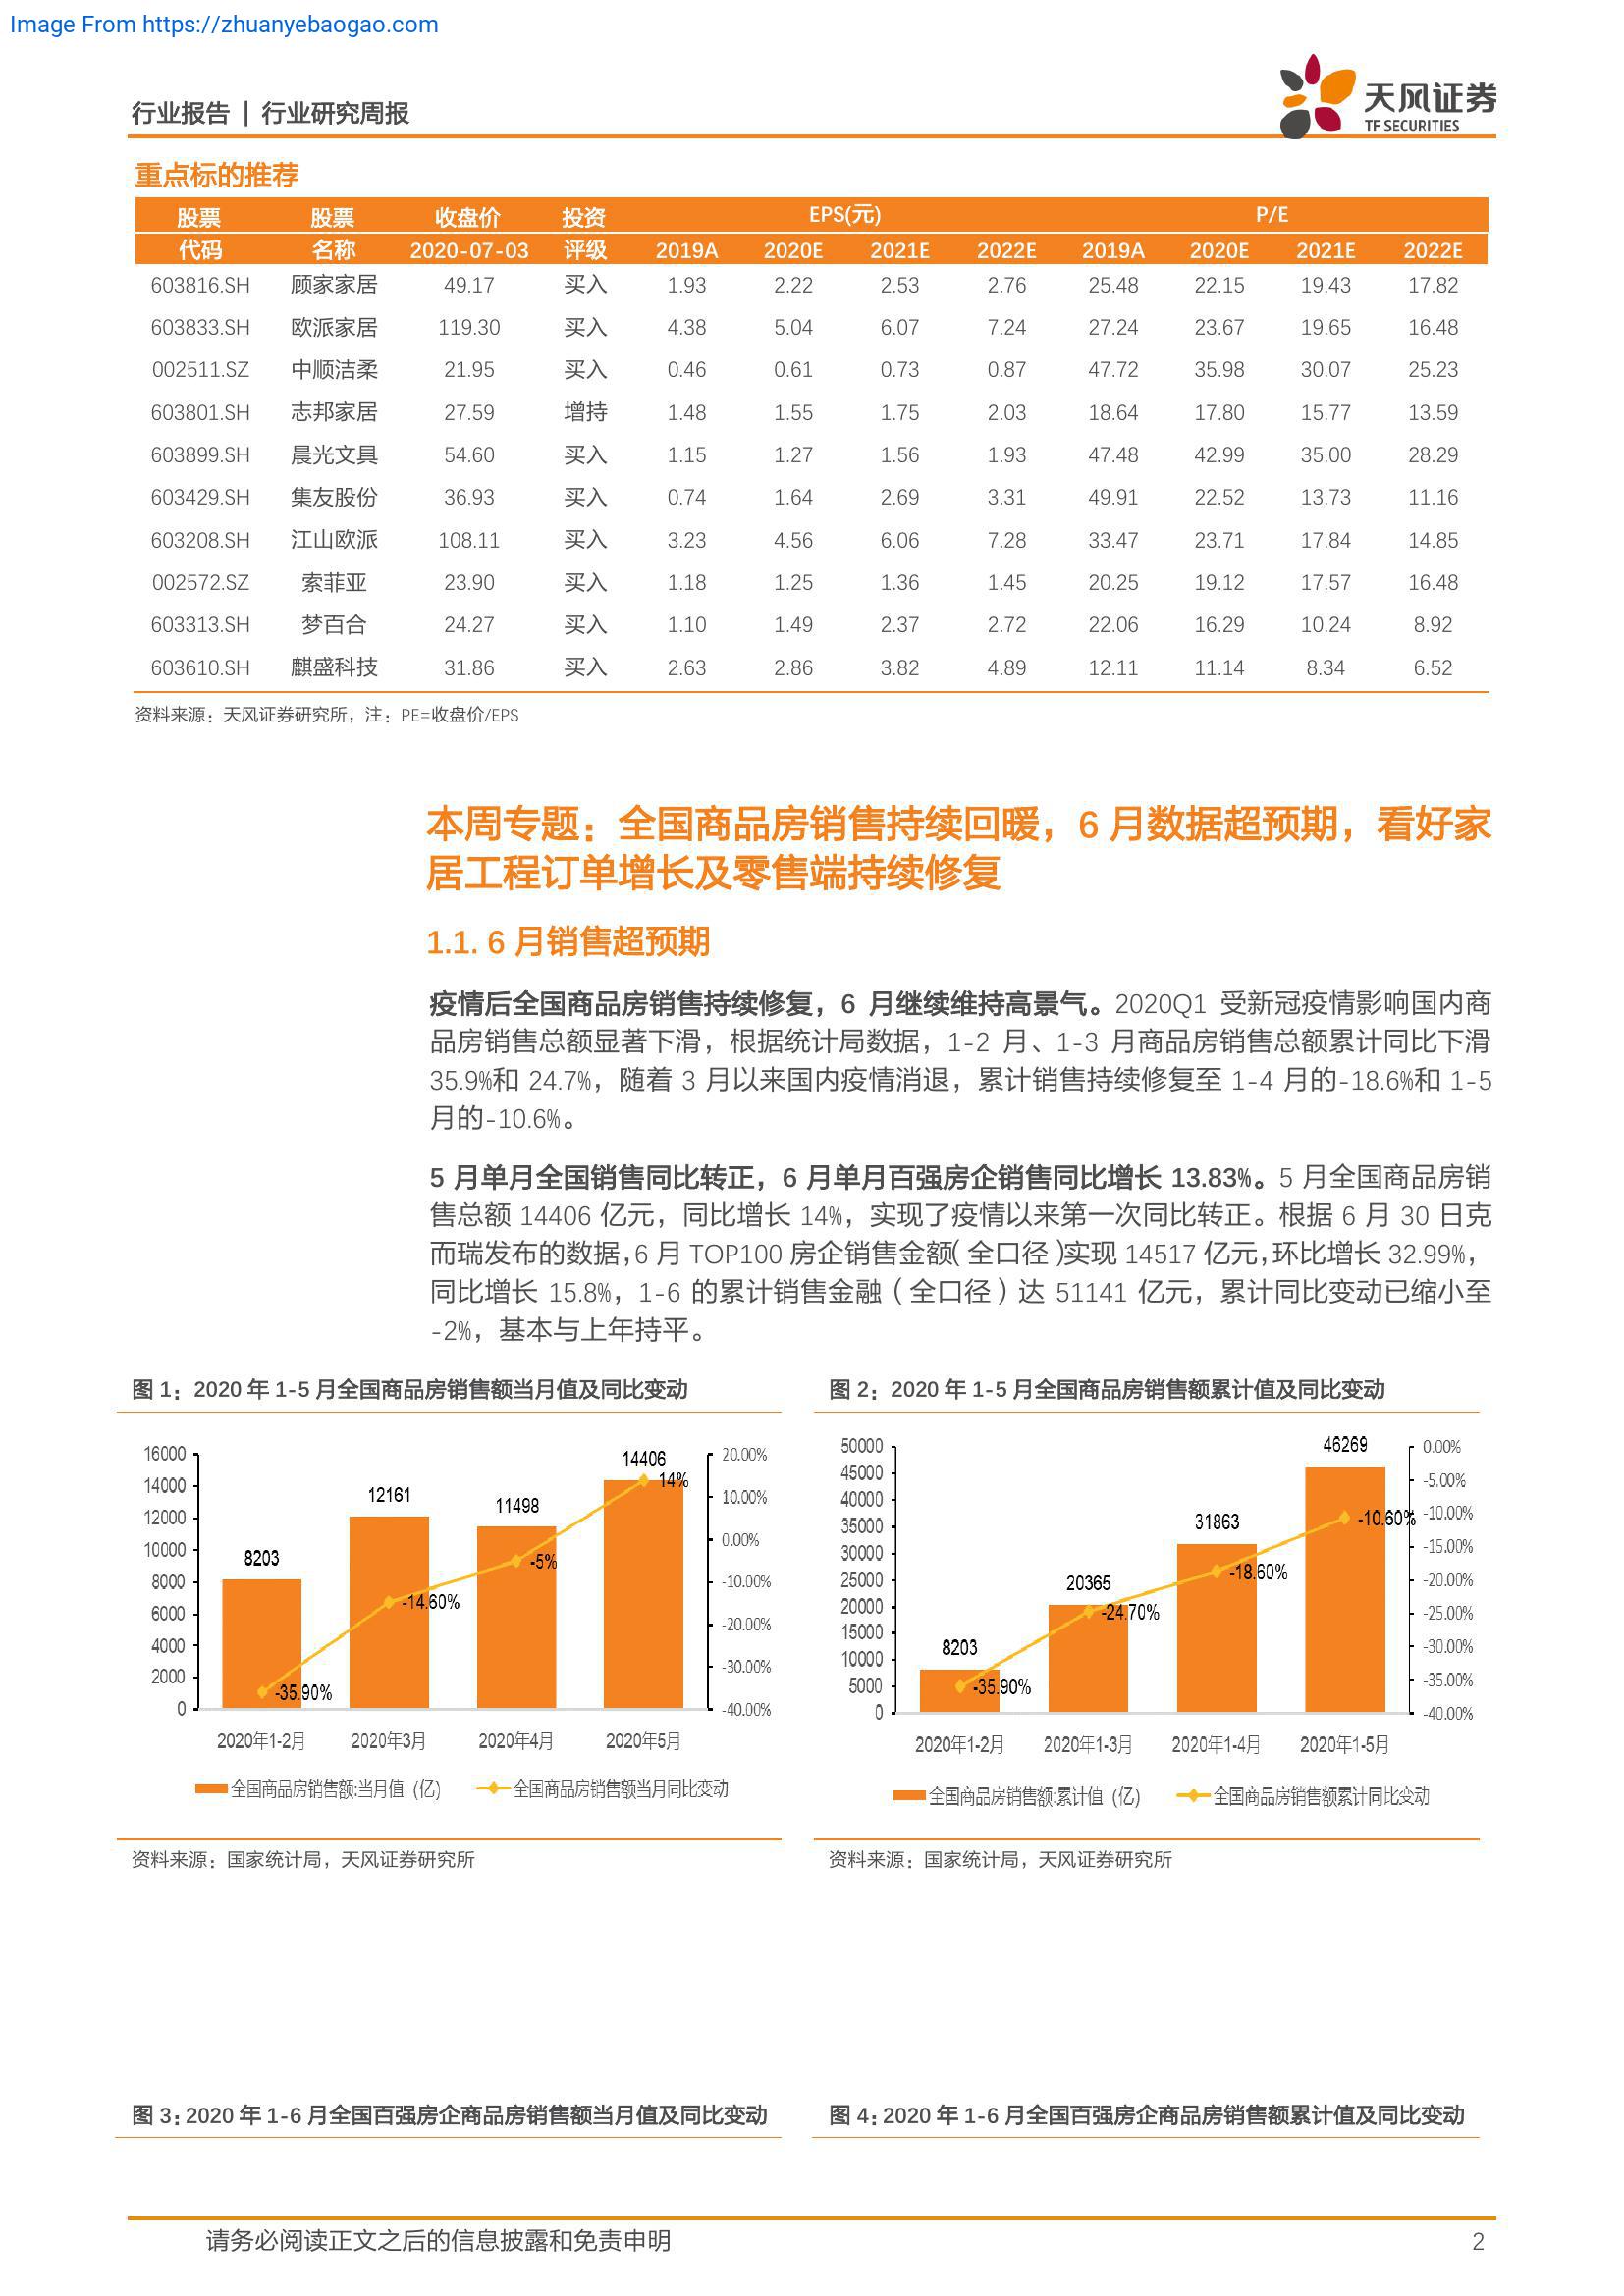 Image From https://zhuanyebaogao.com
行业报告 | 行业研究周报
天风证券
TF SECURITIES
重点标的推荐
股票 股票 收盘价 投资 EPS(元) P/E
代码 名称 2020-07-03 评级 2019A 2020E 2021E 2022E 2019A 2020E 2021E 2022E
603816.SH 顾家家居 49.17 买入 1.93 2.22 2.53 2.76 25.48 22.15 19.43 17.82
603833.SH 欧派家居 119.30 买入 4.38 5.04 6.07 7.24 27.24 23.67 19.65 16.48
002511.SZ 中顺洁柔 21.95 买入 0.46 0.61 0.73 0.87 47.72 35.98 30.07 25.23
603801.SH 志邦家居 27.59 增持 1.48 1.55 1.75 2.03 18.64 17.80 15.77 13.59
603899.SH 晨光文具 54.60 买入 1.15 1.27 1.56 1.93 47.48 42.99 35.00 28.29
603429.SH 集友股份 36.93 买入 0.74 1.64 2.69 3.31 49.91 22.52 13.73 11.16
603208.SH 江山欧派 108.11 买入 3.23 4.56 6.06 7.28 33.47 23.71 17.84 14.85
002572.SZ 索菲亚 23.90 买入 1.18 1.25 1.36 1.45 20.25 19.12 17.57 16.48
603313.SH 梦百合 24.27 买入 1.10 1.49 2.37 2.72 22.06 16.29 10.24 8.92
603610.SH 麒盛科技 31.86 买入 2.63 2.86 3.82 4.89 12.11 11.14 8.34 6.52
资料来源：天风证券研究所，注：PE=收盘价/EPS
本周专题：全国商品房销售持续回暖，6 月数据超预期，看好家
居工程订单增长及零售端持续修复
1.1. 6 月销售超预期
疫情后全国商品房销售持续修复，6 月继续维持高景气。2020Q1 受新冠疫情影响国内商
品房销售总额显著下滑，根据统计局数据，1-2 月、1-3 月商品房销售总额累计同比下滑
35.9%和 24.7%，随着 3 月以来国内疫情消退，累计销售持续修复至 1-4 月的-18.6%和 1-5
月的-10.6%。
5 月单月全国销售同比转正，6 月单月百强房企销售同比增长 13.83%。5 月全国商品房销
售总额 14406 亿元，同比增长 14%，实现了疫情以来第一次同比转正。根据 6 月 30 日克
而瑞发布的数据，6 月 TOP100 房企销售金额（全口径）实现 14517 亿元，环比增长 32.99%，
同比增长 15.8%，1-6 的累计销售金融（全口径）达 51141 亿元，累计同比变动已缩小至
-2%，基本与上年持平。
图 1：2020 年 1-5 月全国商品房销售额当月值及同比变动
16000
14000
12000
10000
8000
6000
4000
2000
0
8203
12161
11498
14406
-35.90%
-14.60%
-5%
14%
20.00%
10.00%
0.00%
-10.00%
-20.00%
-30.00%
-40.00%
2020年1-2月 2020年3月 2020年4月 2020年5月
全国商品房销售额:当月值（亿） 全国商品房销售额当月同比变动
资料来源：国家统计局，天风证券研究所
图 2：2020 年 1-5 月全国商品房销售额累计值及同比变动
50000
45000
40000
35000
30000
25000
20000
15000
10000
5000
0
8203
20365
31863
46269
-35.90%
-24.70%
-18.60%
-10.60%
0.00%
-5.00%
-10.00%
-15.00%
-20.00%
-25.00%
-30.00%
-35.00%
-40.00%
2020年1-2月 2020年1-3月 2020年1-4月 2020年1-5月
全国商品房销售额:累计值（亿） 全国商品房销售额累计同比变动
资料来源：国家统计局，天风证券研究所
图 3：2020 年 1-6 月全国百强房企商品房销售额当月值及同比变动
图 4：2020 年 1-6 月全国百强房企商品房销售额累计值及同比变动
请务必阅读正文之后的信息披露和免责申明
2